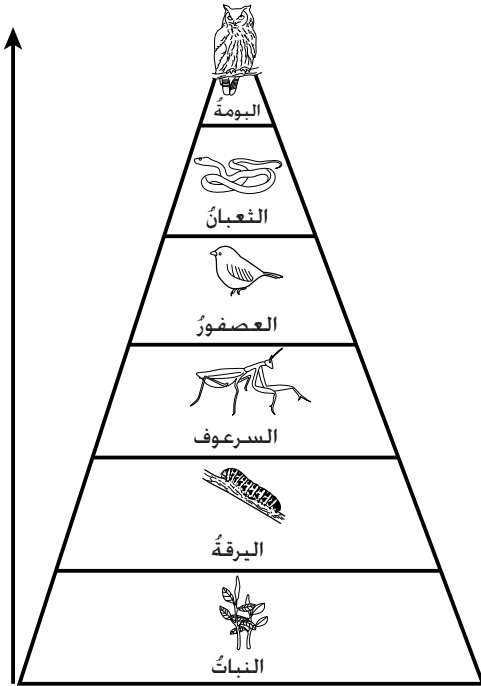 البومةُ
الثعبانُ
العصفورُ
السرعوف
اليرقةُ
النباتُ